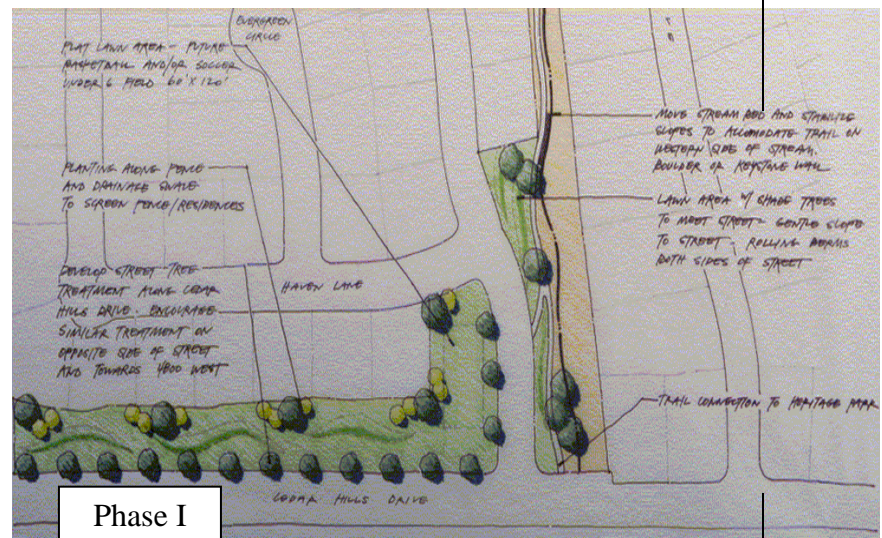 EVERGREEN
CIRCLE
FLAT LAWN AREA - FUTURE
BASKETBALL AND/OR SOCCER
UNDER 6 FIELD 60' X 120'
PLANTING ALONG FENCE
AND DRAINAGE SWALE
TO SCREEN FENCE/RESIDENCES
DEVELOP STREET-TREE
TREATMENT ALONG CEDAR
HILLS DRIVE. ENCOURAGE
SIMILAR TREATMENT ON
OPPOSITE SIDE OF STREET
AND TOWARDS 4800 WEST
HAVEN LANE
MOVE STREAM BED AND STABILIZE
SLOPES TO ACCOMODATE TRAIL ON
WESTERN SIDE OF STREAM.
BOULDER OR KEYSTONE WALL
LAWN AREA W/ SHADE TREES
TO MEET STREET - GENTLE SLOPE
TO STREET - ROLLING BERMS
BOTH SIDES OF STREET
TRAIL CONNECTION TO HERITAGE PARK
CEDAR HILLS DRIVE
Phase I